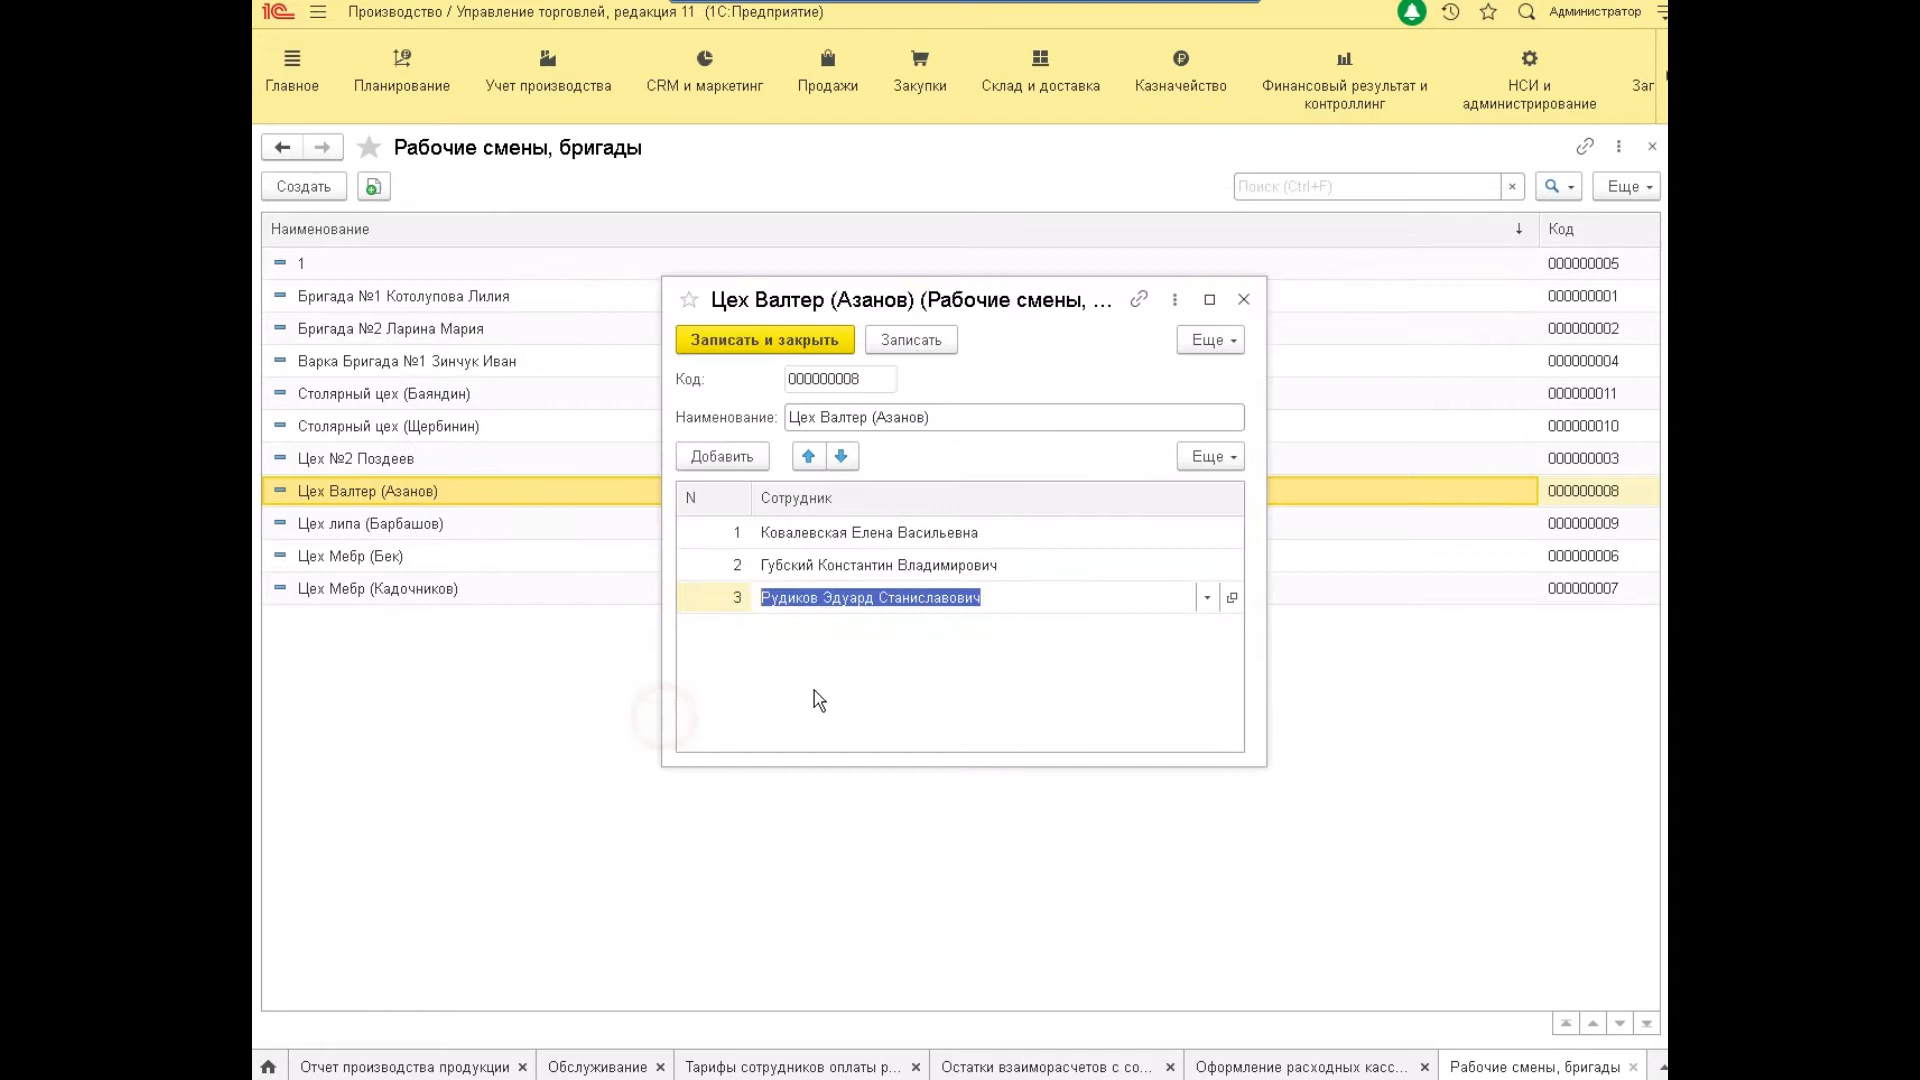 1С Производство / Управление торговлей, редакция 11 (1С:Предприятие) Администратор
Главное Планирование Учет производства CRM и маркетинг Продажи Закупки Склад и доставка Казначейство Финансовый результат и контроллинг НСИ и администрирование Заг
Рабочие смены, бригады
Создать Поиск (Ctrl+F) × Еще
Наименование ↓ Код
1 000000005
Бригада №1 Котолупова Лилия 000000001
Бригада №2 Ларина Мария 000000002
Варка Бригада №1 Зинчук Иван 000000004
Столярный цех (Баяндин) 000000011
Столярный цех (Щербинин) 000000010
Цех №2 Поздеев 000000003
Цех Валтер (Азанов) 000000008
Цех липа (Барбашов) 000000009
Цех Мебр (Бек) 000000006
Цех Мебр (Кадочников) 000000007
Цех Валтер (Азанов) (Рабочие смены, ...
Записать и закрыть Записать Еще
Код: 000000008
Наименование: Цех Валтер (Азанов)
Добавить Еще
N Сотрудник
1 Ковалевская Елена Васильевна
2 Губский Константин Владимирович
3 Рудиков Эдуард Станиславович
Отчет производства продукции × Обслуживание × Тарифы сотрудников оплаты р... × Остатки взаиморасчетов с со... × Оформление расходных касс... × Рабочие смены, бригады ×